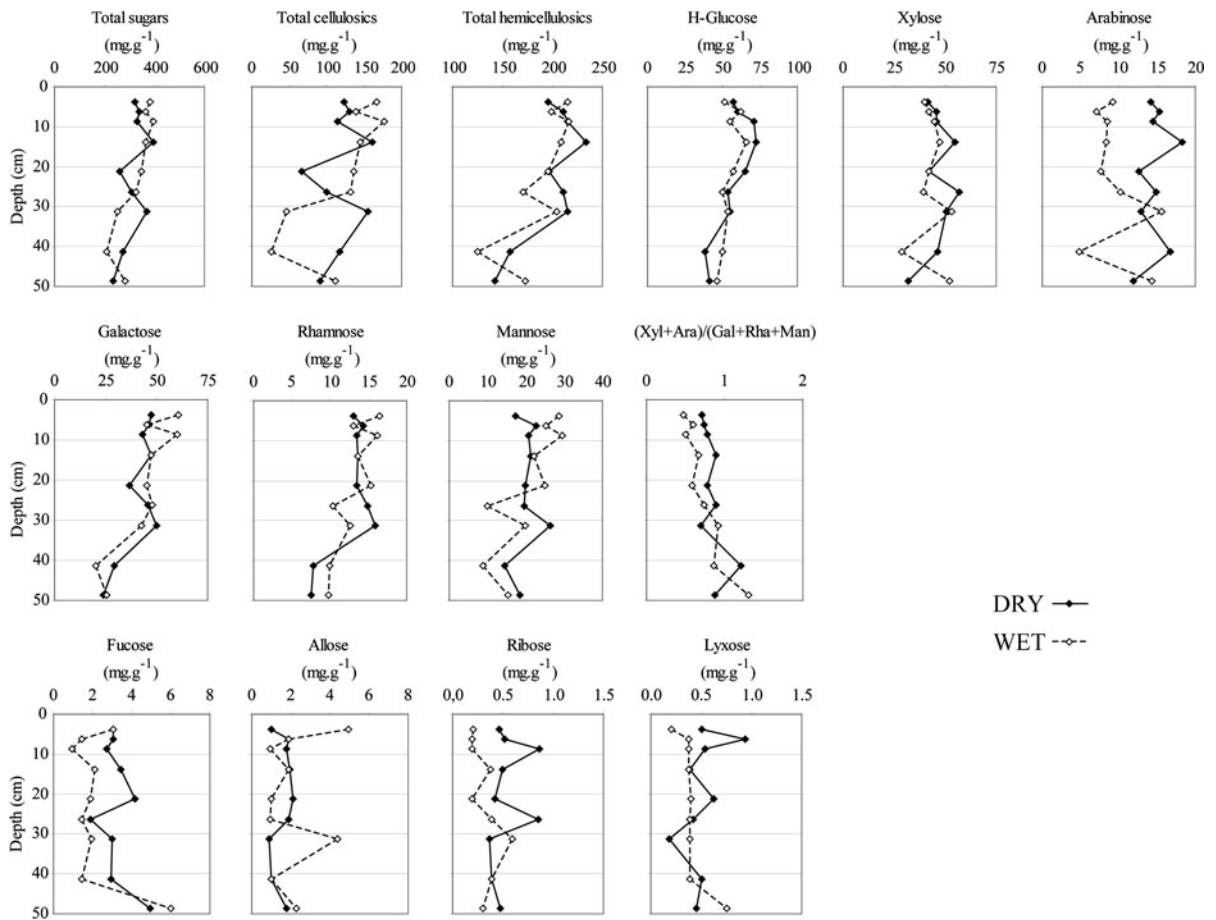 Total sugars Total cellulosics Total hemicellulosics H-Glucose Xylose Arabinose
(mg.g-1) (mg.g-1) (mg.g-1) (mg.g-1) (mg.g-1) (mg.g-1)
0 200 400 600 0 50 100 150 200 100 150 200 250 0 25 50 75 100 0 25 50 75 0 5 10 15 20
0
10
20
30
40
50
Depth (cm)
Galactose Rhamnose Mannose (Xyl+Ara)/(Gal+Rha+Man)
(mg.g-1) (mg.g-1) (mg.g-1)
0 25 50 75 0 5 10 15 20 0 10 20 30 40 0 1 2
0
10
20
30
40
50
Depth (cm)
DRY
WET
Fucose Allose Ribose Lyxose
(mg.g-1) (mg.g-1) (mg.g-1) (mg.g-1)
0 2 4 6 8 0 2 4 6 8 0,0 0.5 1.0 1.5 0.0 0.5 1.0 1.5
0
10
20
30
40
50
Depth (cm)